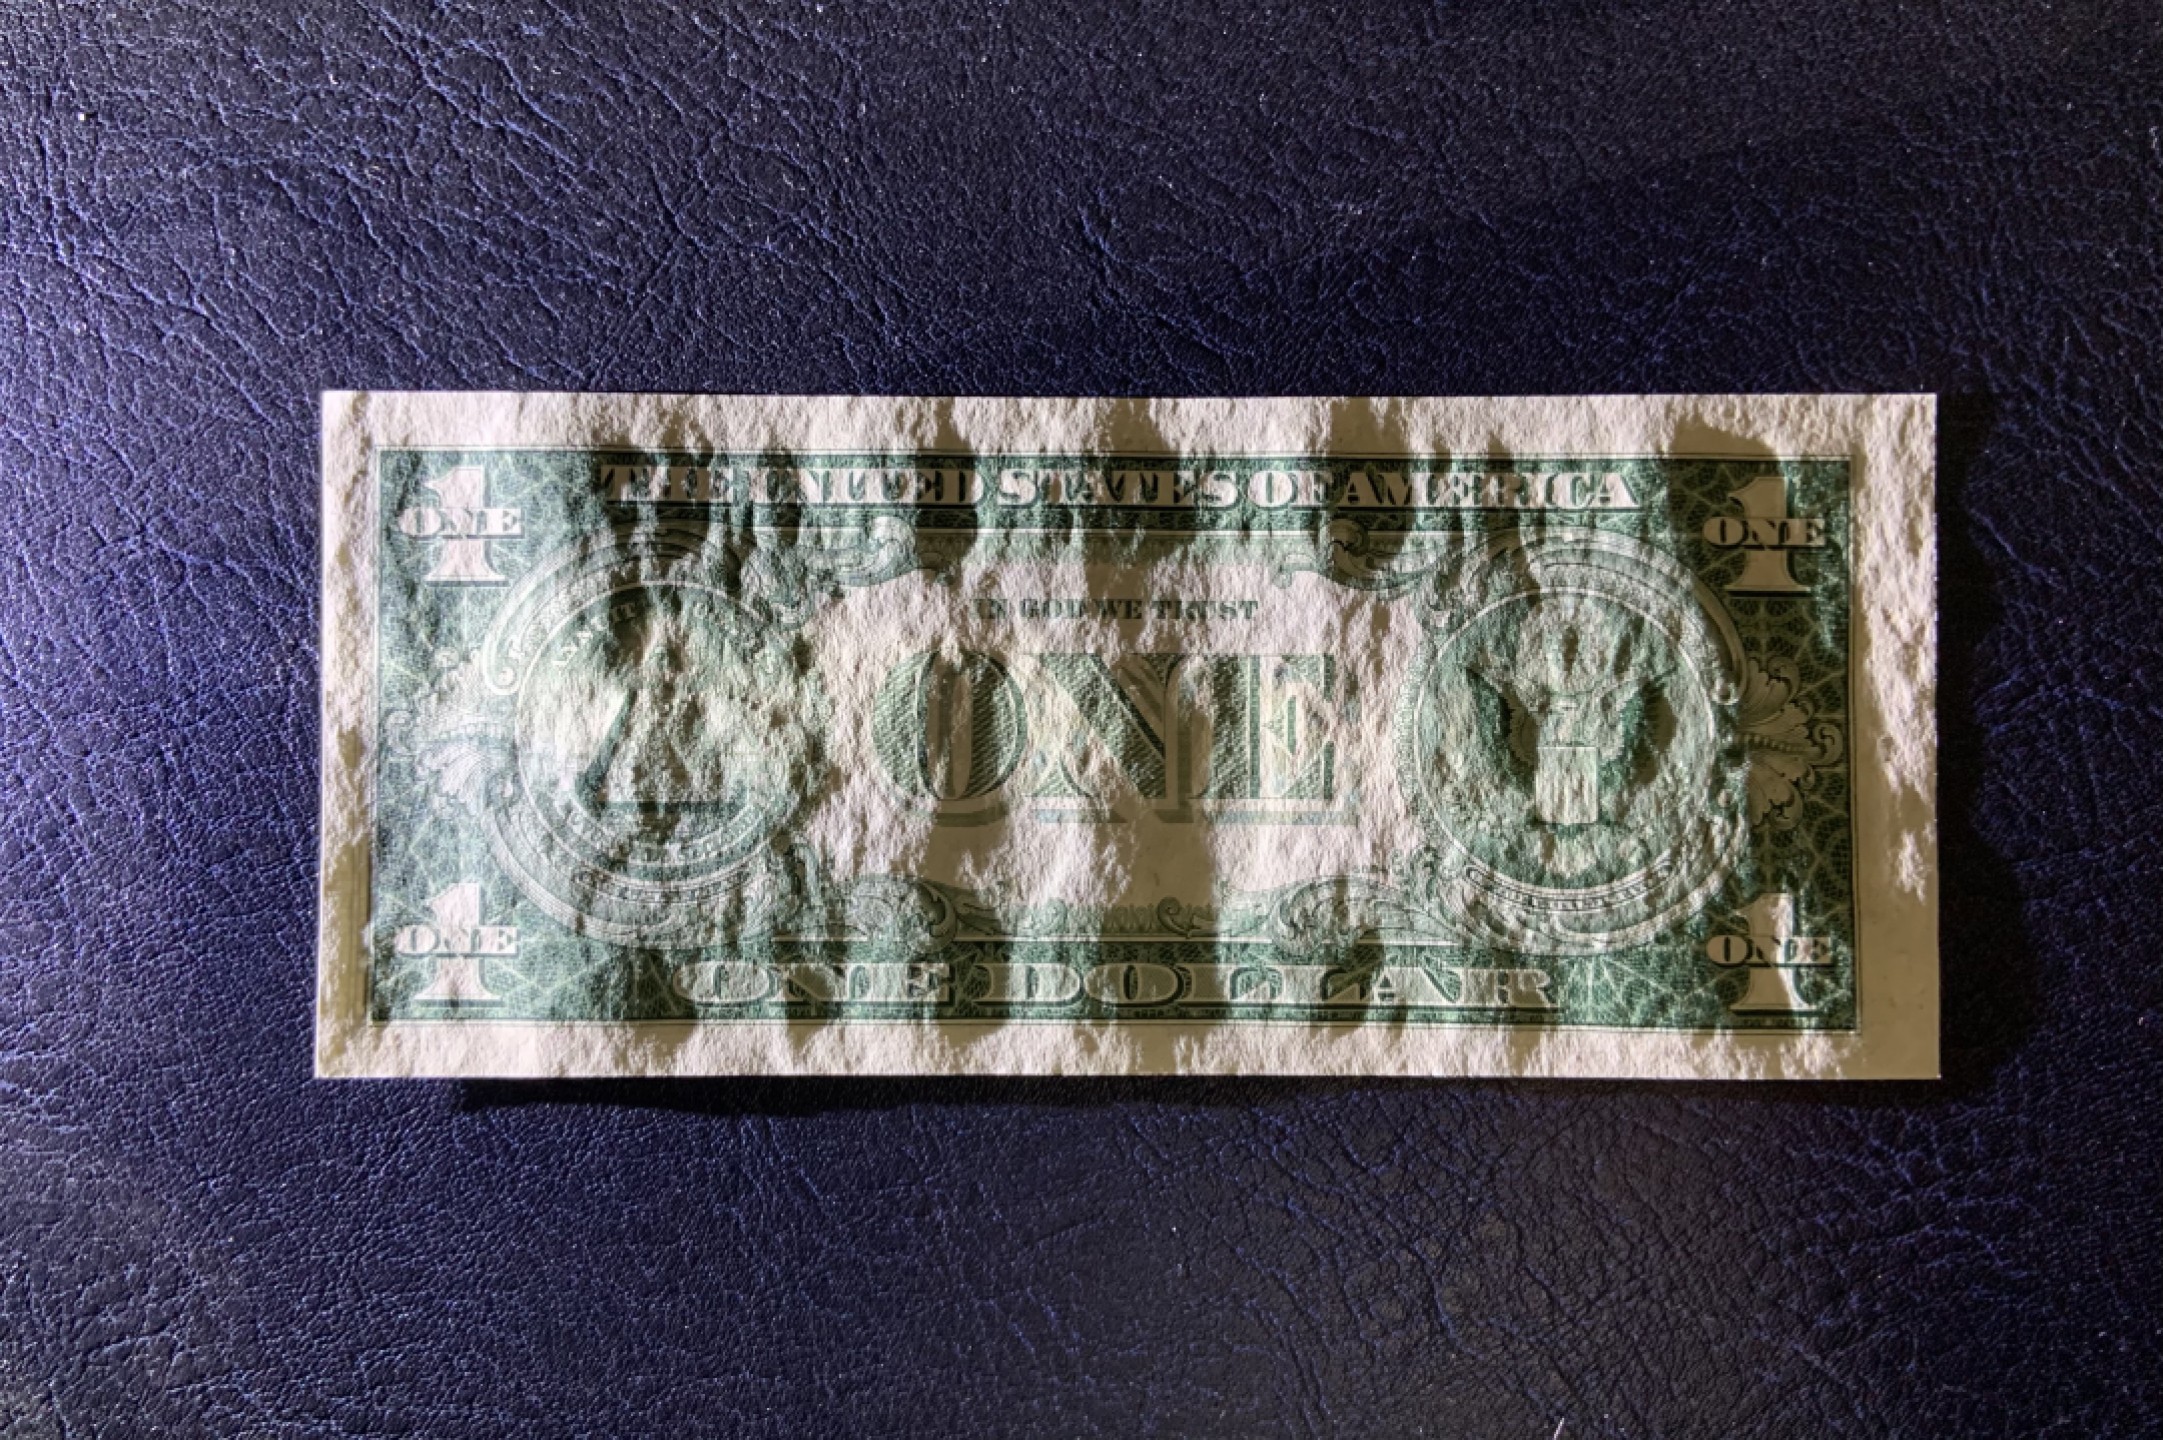 THE UNITED STATES OF AMERICA
1
ONE
1
ONE
IN GOD WE TRUST
ONE
1
ONE
1
ONE
ONE DOLLAR